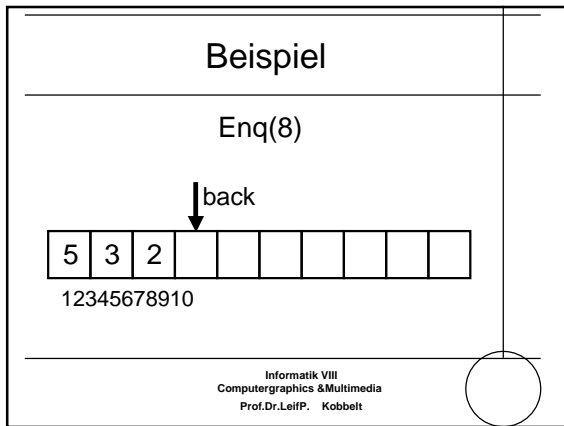 Beispiel
Enq(8)
back
5 3 2
12345678910
Informatik VIII
Computergraphics &Multimedia
Prof.Dr.LeifP. Kobbelt